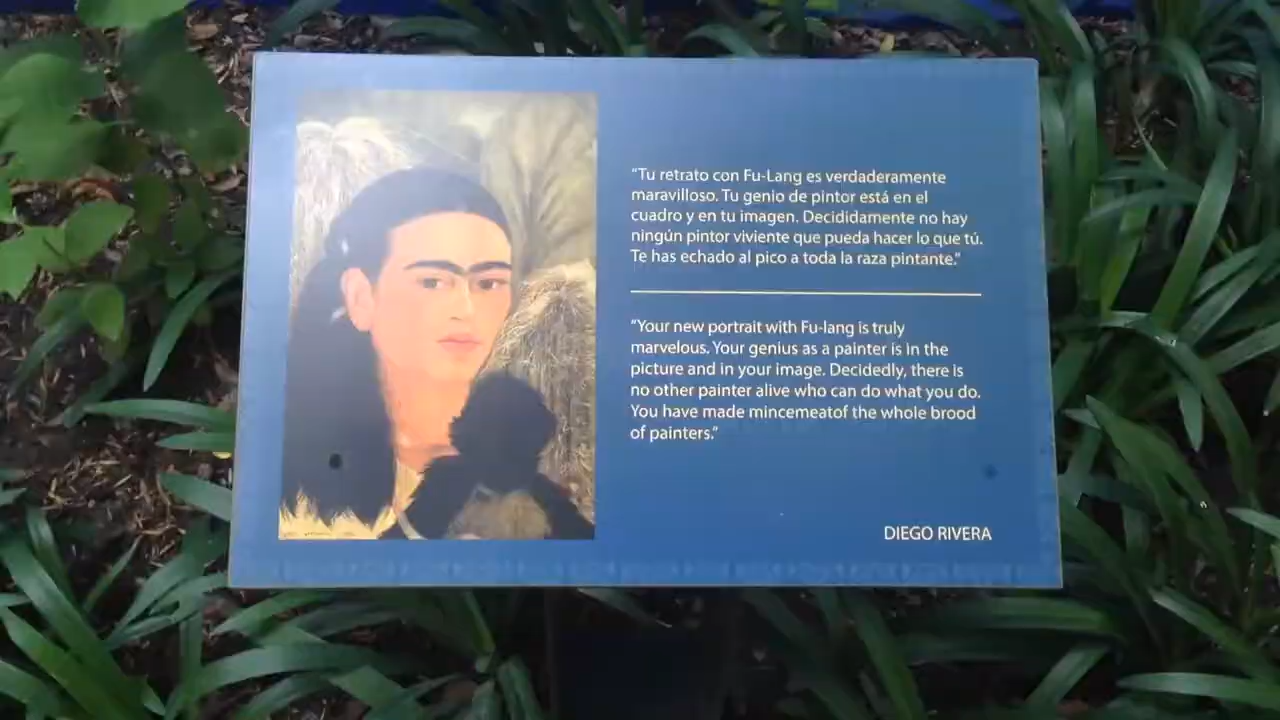 "Tu retrato con Fu-Lang es verdaderamente
maravilloso. Tu genio de pintor está en el
cuadro y en tu imagen. Decididamente no hay
ningún pintor viviente que pueda hacer lo que tú.
Te has echado al pico a toda la raza pintante."
"Your new portrait with Fu-lang is truly
marvelous. Your genius as a painter is in the
picture and in your image. Decidedly, there is
no other painter alive who can do what you do.
You have made mincemeatof the whole brood
of painters."
DIEGO RIVERA